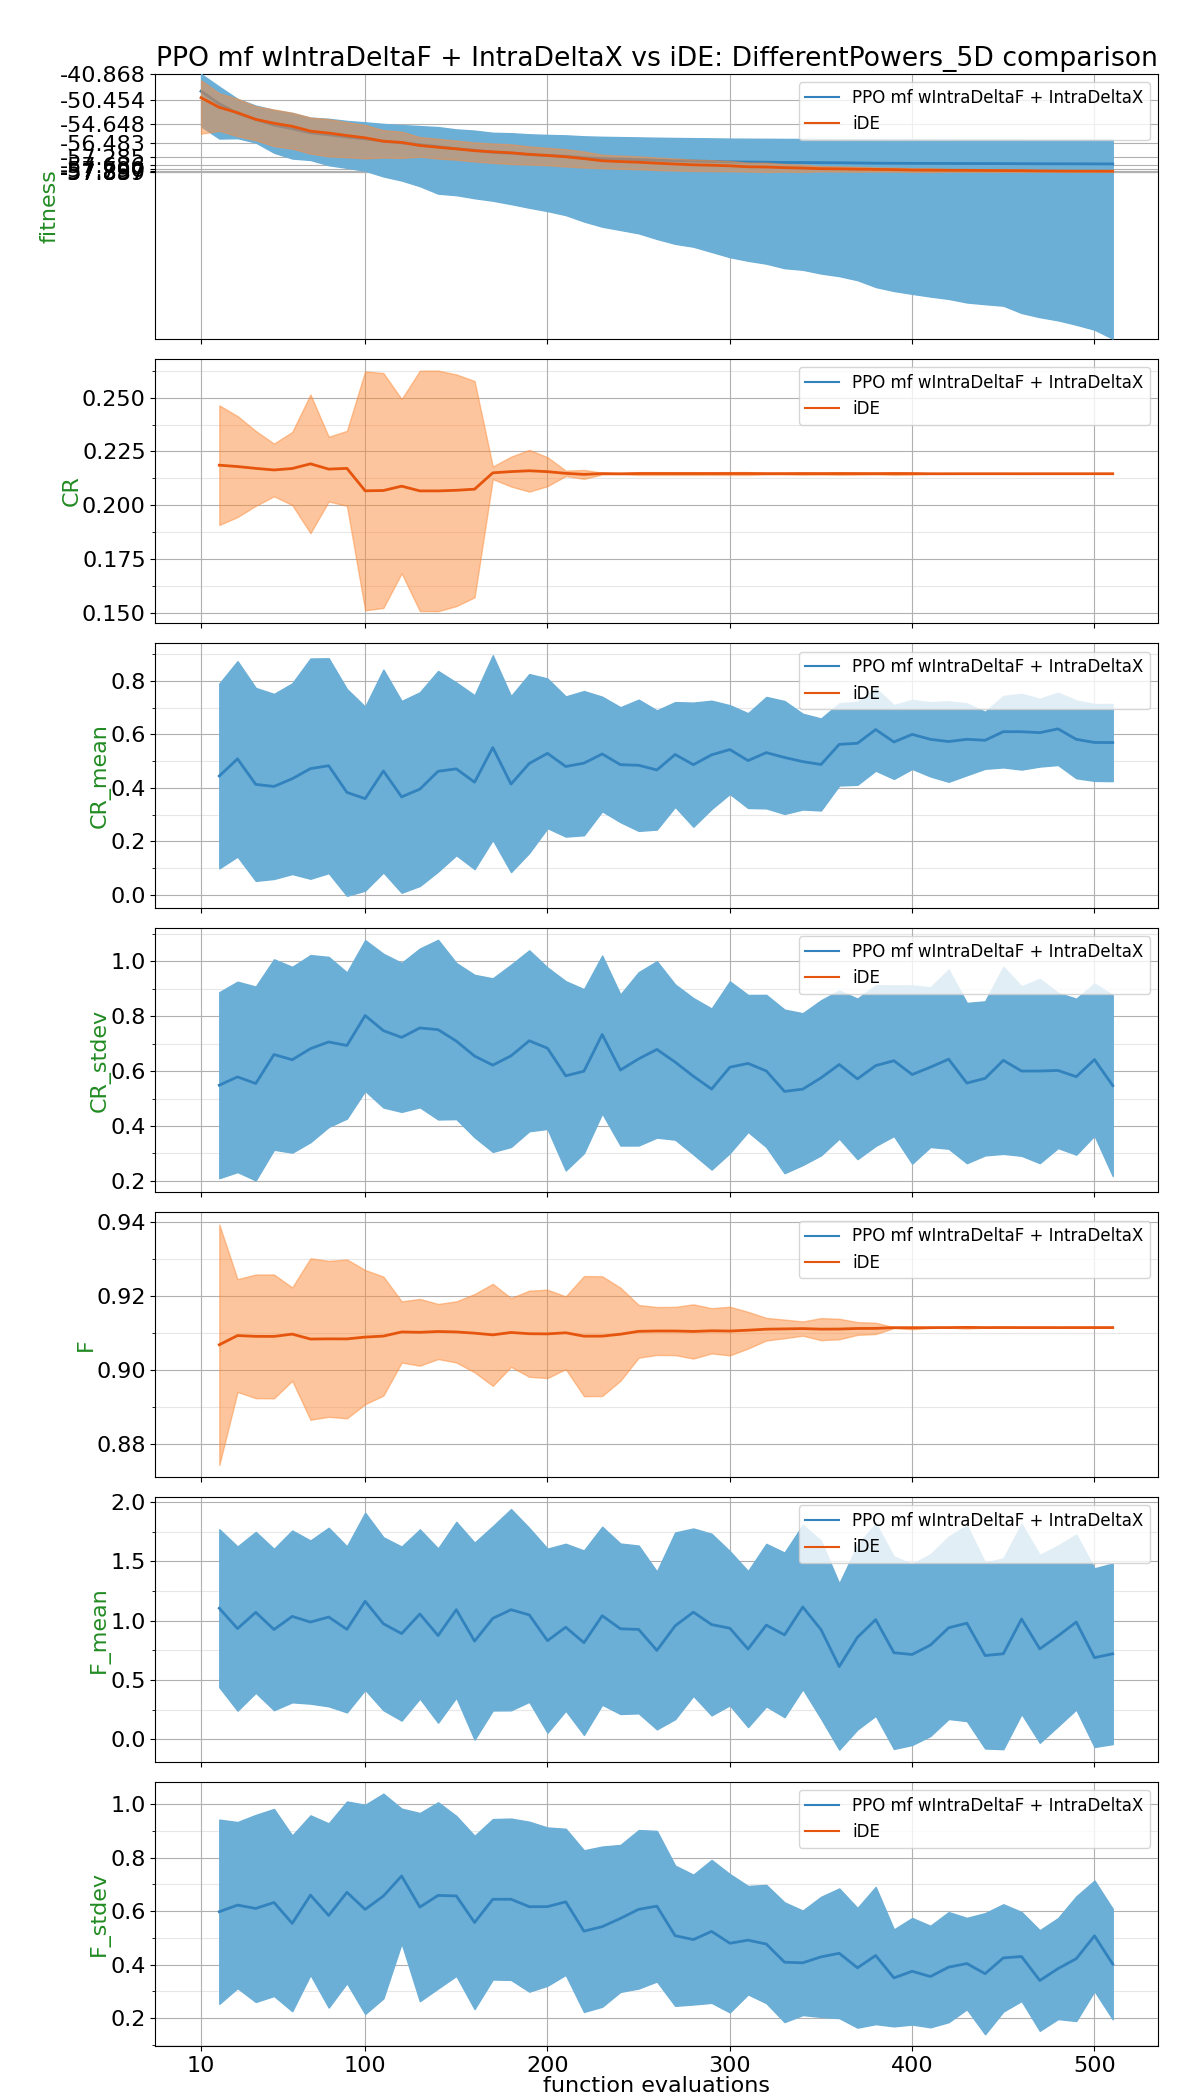 PPO mf wIntraDeltaF + IntraDeltaX vs iDE: DifferentPowers_5D comparison
-40.868
-50.454
-54.648
-56.483
-57.285
fitness
PPO mf wIntraDeltaF + IntraDeltaX
iDE
0.250
0.225
0.200
0.175
0.150
CR
PPO mf wIntraDeltaF + IntraDeltaX
iDE
0.8
0.6
0.4
0.2
0.0
CR_mean
PPO mf wIntraDeltaF + IntraDeltaX
iDE
1.0
0.8
0.6
0.4
0.2
CR_stdev
PPO mf wIntraDeltaF + IntraDeltaX
iDE
0.94
0.92
0.90
0.88
F
PPO mf wIntraDeltaF + IntraDeltaX
iDE
2.0
1.5
1.0
0.5
0.0
F_mean
PPO mf wIntraDeltaF + IntraDeltaX
iDE
1.0
0.8
0.6
0.4
0.2
F_stdev
PPO mf wIntraDeltaF + IntraDeltaX
iDE
10 100 200 300 400 500
function evaluations